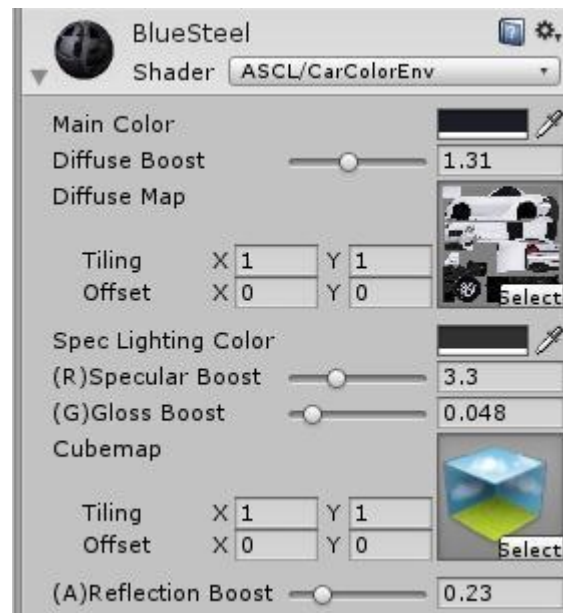 BlueSteel
Shader ASCL/CarColorEnv
Main Color
Diffuse Boost 1.31
Diffuse Map
Tiling X 1 Y 1
Offset X 0 Y 0
Select
Spec Lighting Color
(R)Specular Boost 3.3
(G)Gloss Boost 0.048
Cubemap
Tiling X 1 Y 1
Offset X 0 Y 0
Select
(A)Reflection Boost 0.23